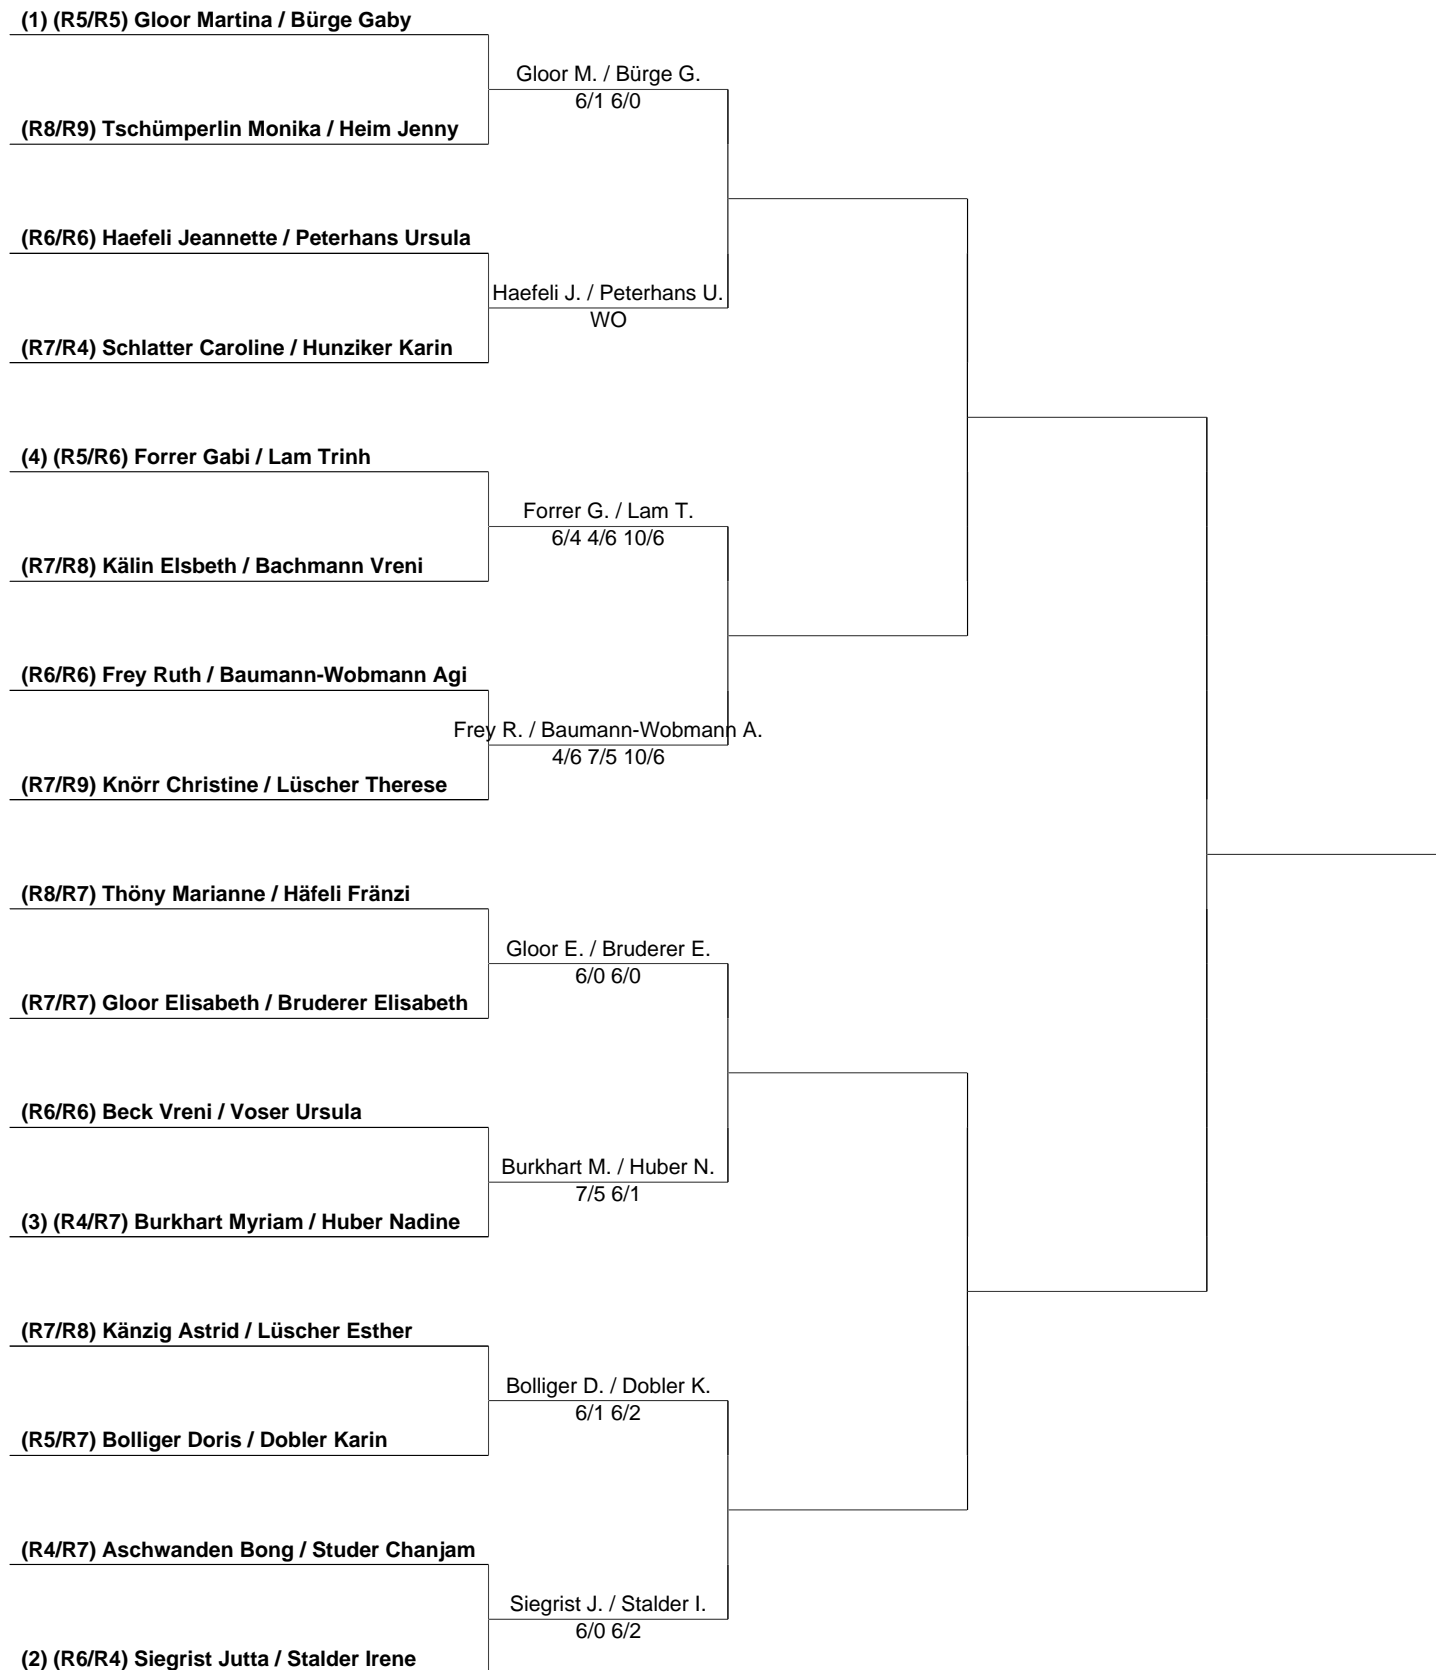 (1) (R5/R5) Gloor Martina / Bürge Gaby
Gloor M. / Bürge G.
6/1 6/0
(R8/R9) Tschümperlin Monika / Heim Jenny
(R6/R6) Haefeli Jeannette / Peterhans Ursula
Haefeli J. / Peterhans U.
WO
(R7/R4) Schlatter Caroline / Hunziker Karin
(4) (R5/R6) Forrer Gabi / Lam Trinh
Forrer G. / Lam T.
6/4 4/6 10/6
(R7/R8) Kälin Elsbeth / Bachmann Vreni
(R6/R6) Frey Ruth / Baumann-Wobmann Agi
Frey R. / Baumann-Wobmann A.
4/6 7/5 10/6
(R7/R9) Knörr Christine / Lüscher Therese
(R8/R7) Thöny Marianne / Häfeli Fränzi
Gloor E. / Bruderer E.
6/0 6/0
(R7/R7) Gloor Elisabeth / Bruderer Elisabeth
(R6/R6) Beck Vreni / Voser Ursula
Burkhart M. / Huber N.
7/5 6/1
(3) (R4/R7) Burkhart Myriam / Huber Nadine
(R7/R8) Känzig Astrid / Lüscher Esther
Bolliger D. / Dobler K.
6/1 6/2
(R5/R7) Bolliger Doris / Dobler Karin
(R4/R7) Aschwanden Bong / Studer Chanjam
Siegrist J. / Stalder I.
6/0 6/2
(2) (R6/R4) Siegrist Jutta / Stalder Irene